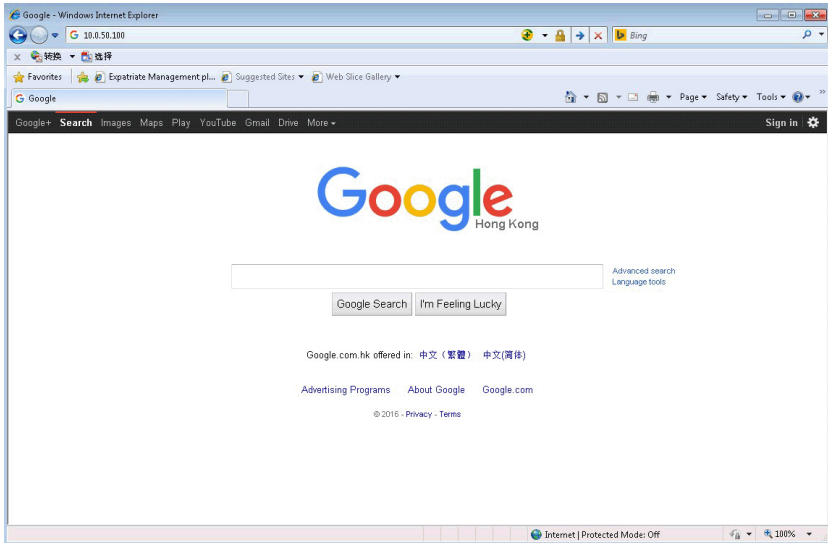 Google - Windows Internet Explorer
10.0.50.100
Bing
x 转换 选择
Favorites Expatriate Management pl... Suggested Sites Web Slice Gallery
Google
Page Safety Tools
Google+ Search Images Maps Play YouTube Gmail Drive More
Sign in
Google
Hong Kong
Advanced search
Language tools
Google Search I'm Feeling Lucky
Google.com.hk offered in: 中文（繁體） 中文(简体)
Advertising Programs About Google Google.com
© 2016 - Privacy - Terms
Internet | Protected Mode: Off 100%